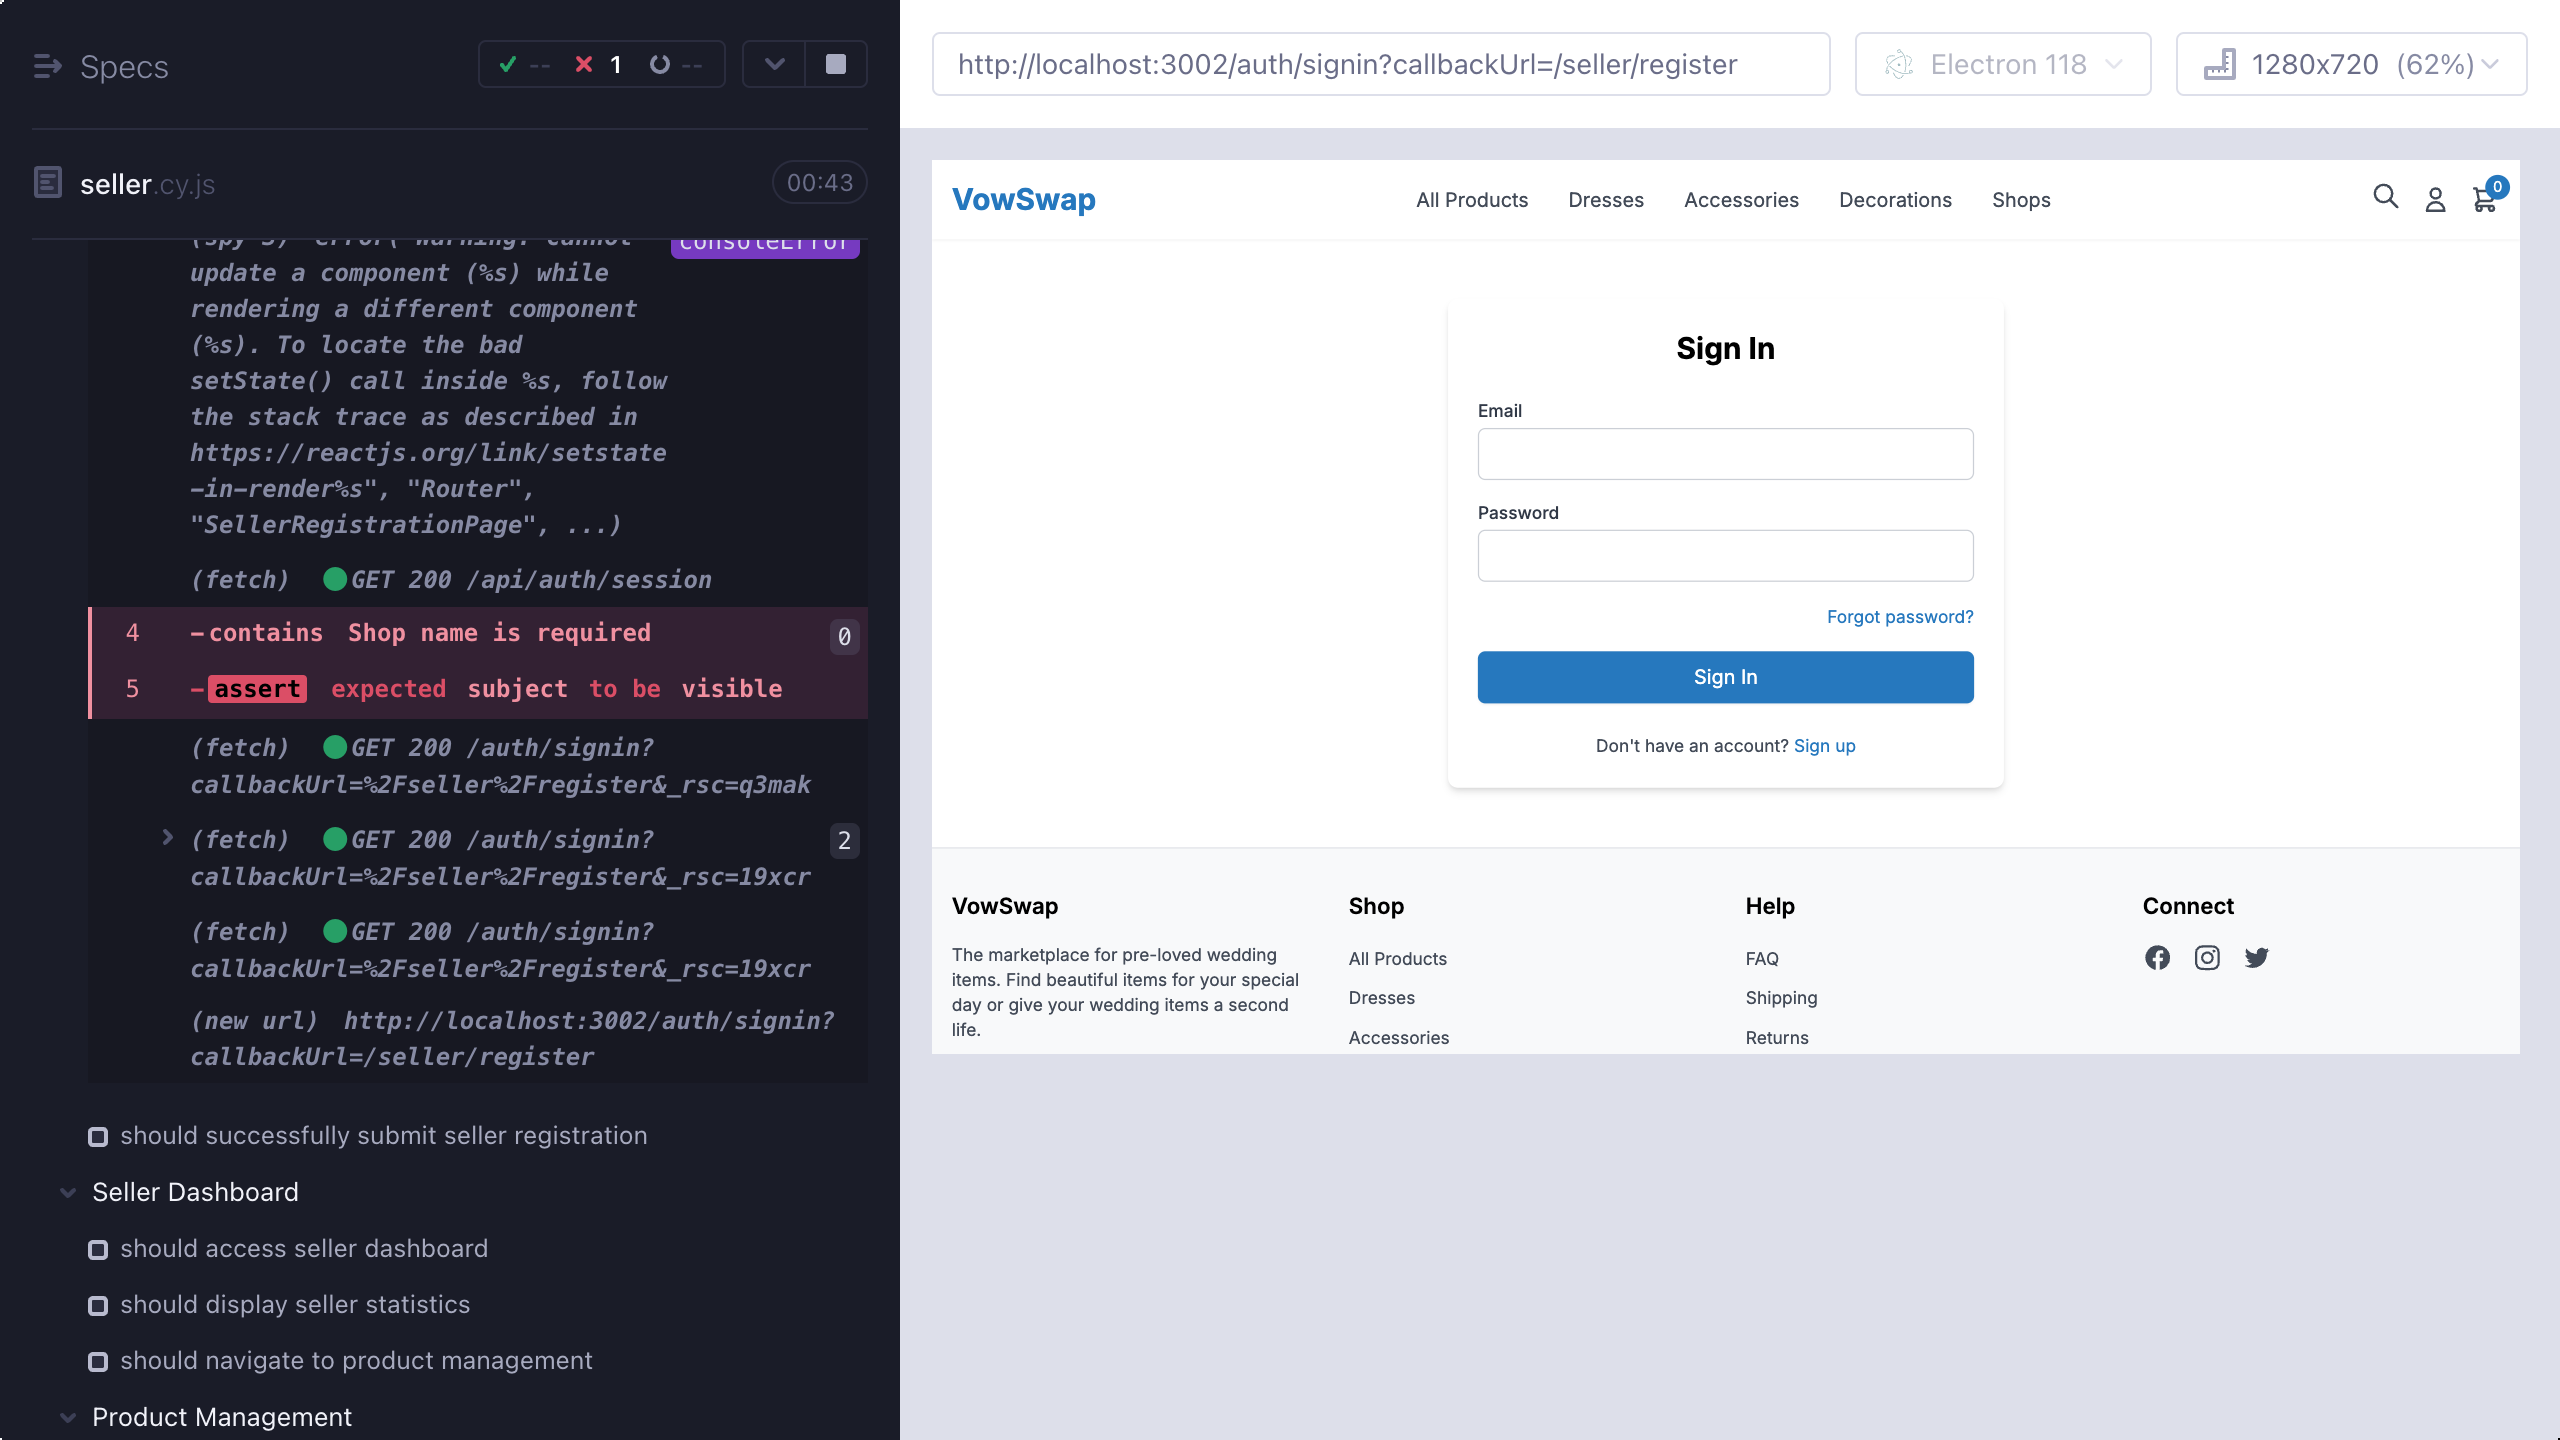 Specs
-- 1 --
seller.cy.js
00:43
(spy 3) error("Warning: Cannot
consoleError
update a component (%s) while
rendering a different component
(%s). To locate the bad
setState() call inside %s, follow
the stack trace as described in
https://reactjs.org/link/setstate
-in-render%s", "Router",
"SellerRegistrationPage", ...)
(fetch) GET 200 /api/auth/session
4 -contains Shop name is required 0
5 -assert expected subject to be visible
(fetch) GET 200 /auth/signin?
callbackUrl=%2Fseller%2Fregister&_rsc=q3mak
(fetch) GET 200 /auth/signin? 2
callbackUrl=%2Fseller%2Fregister&_rsc=19xcr
(fetch) GET 200 /auth/signin?
callbackUrl=%2Fseller%2Fregister&_rsc=19xcr
(new url) http://localhost:3002/auth/signin?
callbackUrl=/seller/register
should successfully submit seller registration
Seller Dashboard
should access seller dashboard
should display seller statistics
should navigate to product management
Product Management
http://localhost:3002/auth/signin?callbackUrl=/seller/register
Electron 118
1280x720 (62%)
VowSwap
All Products
Dresses
Accessories
Decorations
Shops
0
Sign In
Email
Password
Forgot password?
Sign In
Don't have an account? Sign up
VowSwap
The marketplace for pre-loved wedding
items. Find beautiful items for your special
day or give your wedding items a second
life.
Shop
All Products
Dresses
Accessories
Help
FAQ
Shipping
Returns
Connect